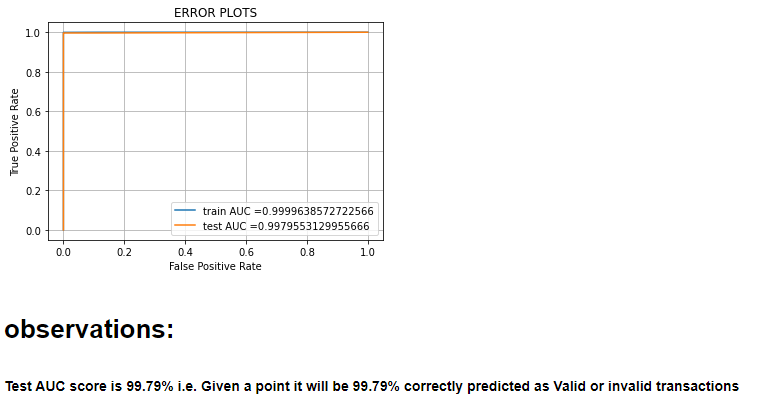 ERROR PLOTS
1.0
0.8
0.6
0.4
0.2
0.0
True Positive Rate
train AUC =0.9999638572722566
test AUC =0.9979553129955666
0.0 0.2 0.4 0.6 0.8 1.0
False Positive Rate
observations:
Test AUC score is 99.79% i.e. Given a point it will be 99.79% correctly predicted as Valid or invalid transactions